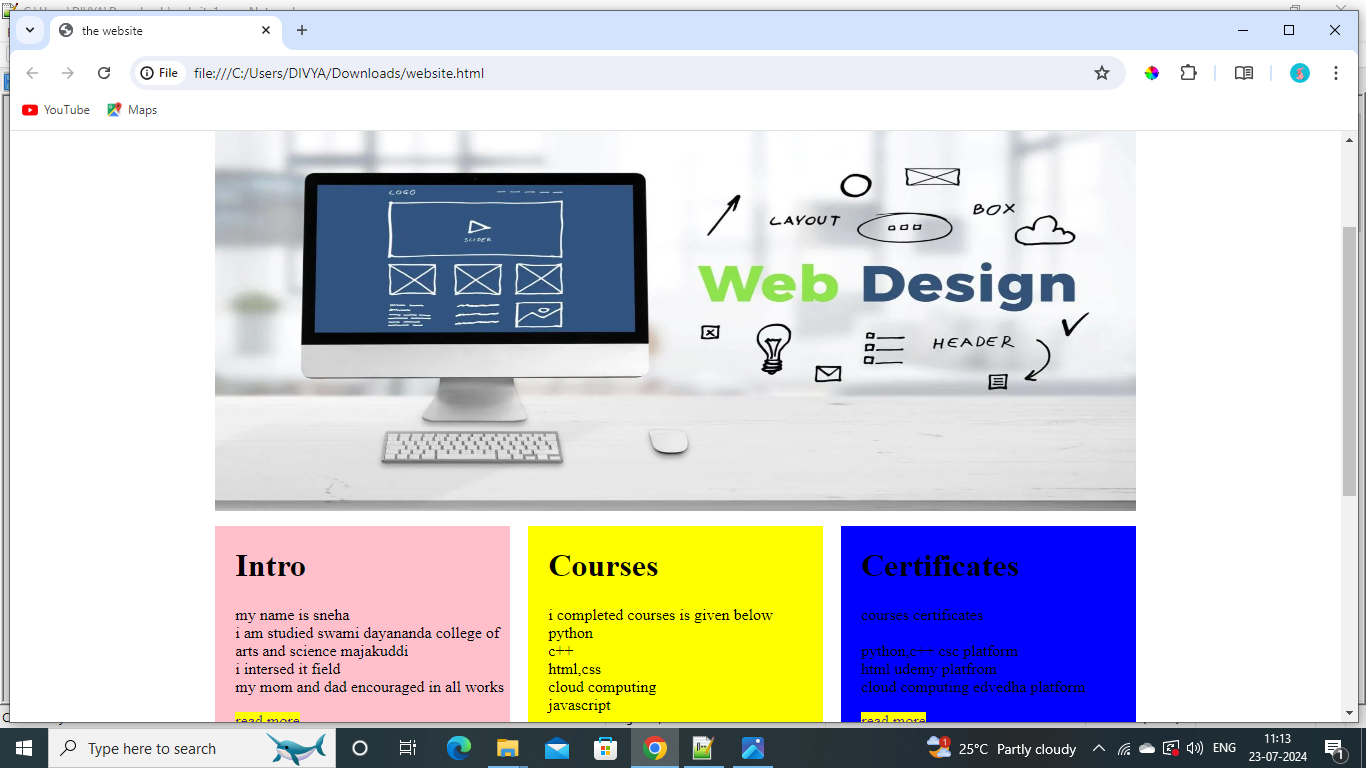 the website
File
file:///C:/Users/DIVYA/Downloads/website.html
YouTube
Maps
LOGO
SLIDER
LAYOUT
BOX
Web Design
HEADER
Intro
my name is sneha
i am studied swami dayananda college of
arts and science majakuddi
i intersed it field
my mom and dad encouraged in all works
read more
Courses
i completed courses is given below
python
c++
html,css
cloud computing
javascript
Certificates
courses certificates
python c++ csc platform
html udemy platfrom
cloud computing edvedha platform
read more
Type here to search
1
25°C Partly cloudy
ENG
11:13
23-07-2024
1